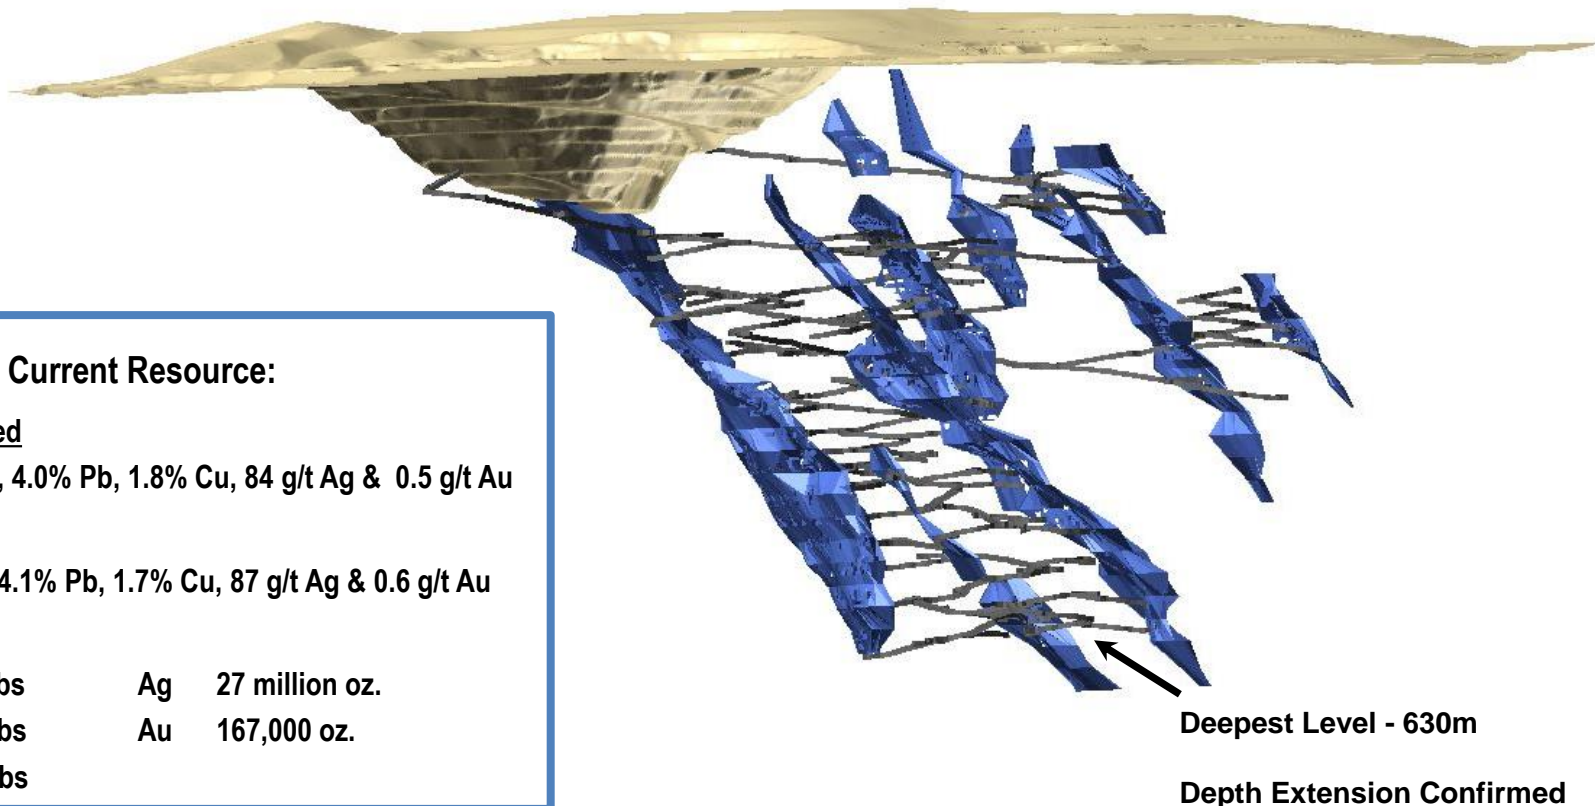 Current Resource:
ed
, 4.0% Pb, 1.8% Cu, 84 g/t Ag & 0.5 g/t Au
4.1% Pb, 1.7% Cu, 87 g/t Ag & 0.6 g/t Au
bs Ag 27 million oz.
bs Au 167,000 oz.
bs
Deepest Level - 630m
Depth Extension Confirmed